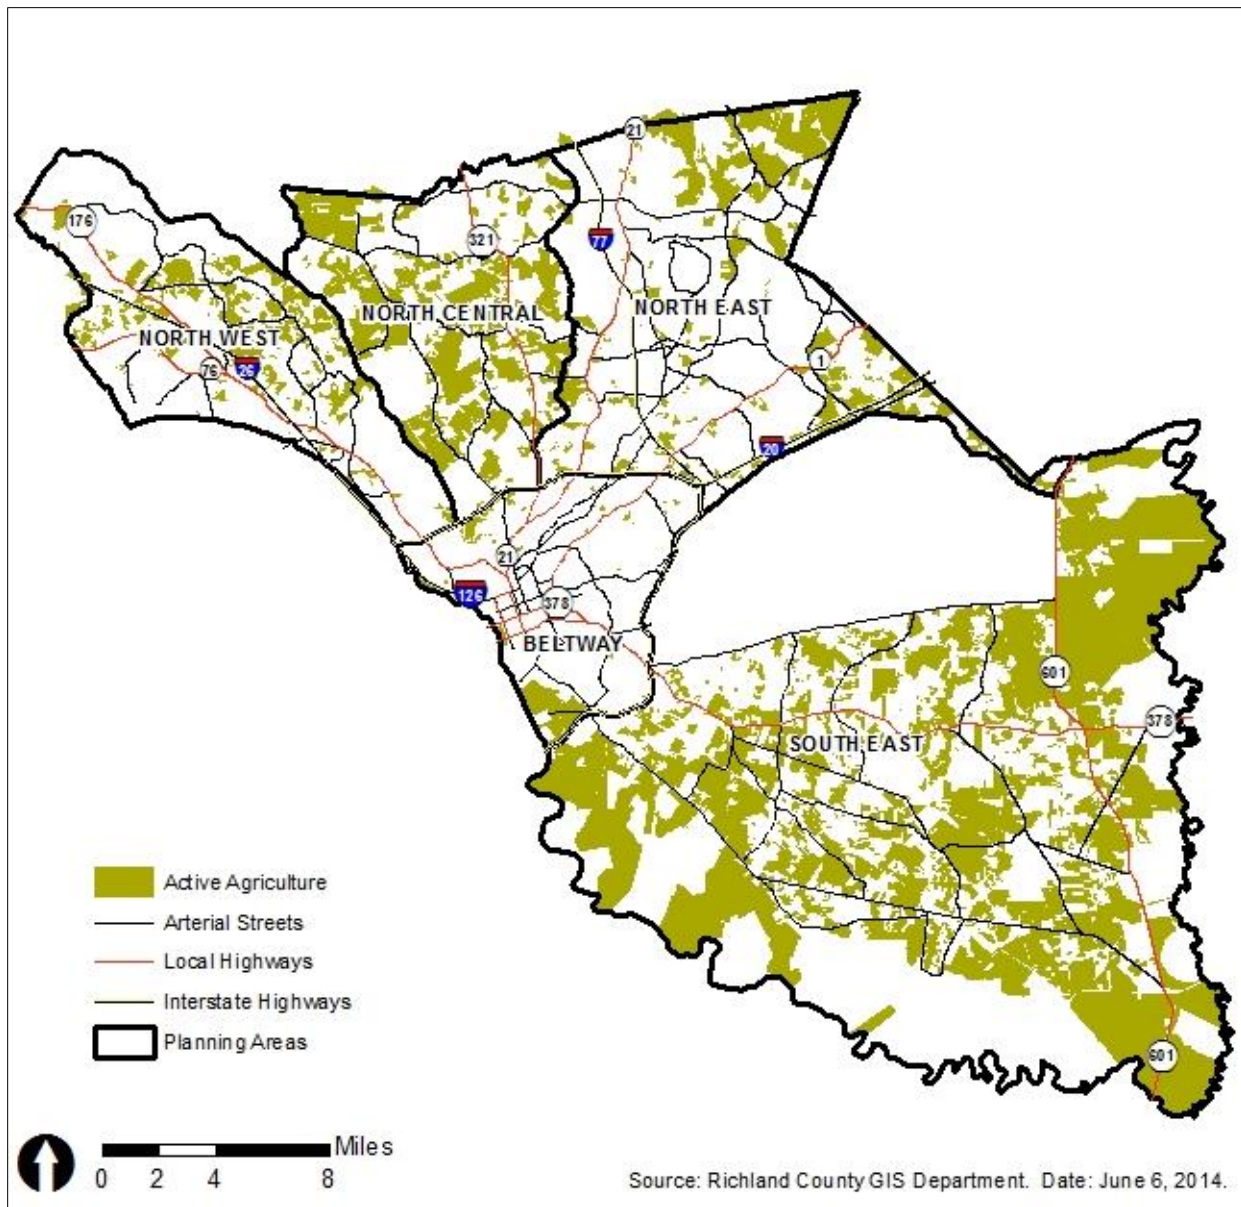 21
176
321
77
NORTH CENTRAL
NORTH EAST
NORTH WEST
76
26
1
20
21
126
378
BELTWAY
601
378
SOUTH EAST
Active Agriculture
Arterial Streets
Local Highways
Interstate Highways
Planning Areas
601
Miles
0 2 4 8
Source: Richland County GIS Department. Date: June 6, 2014.